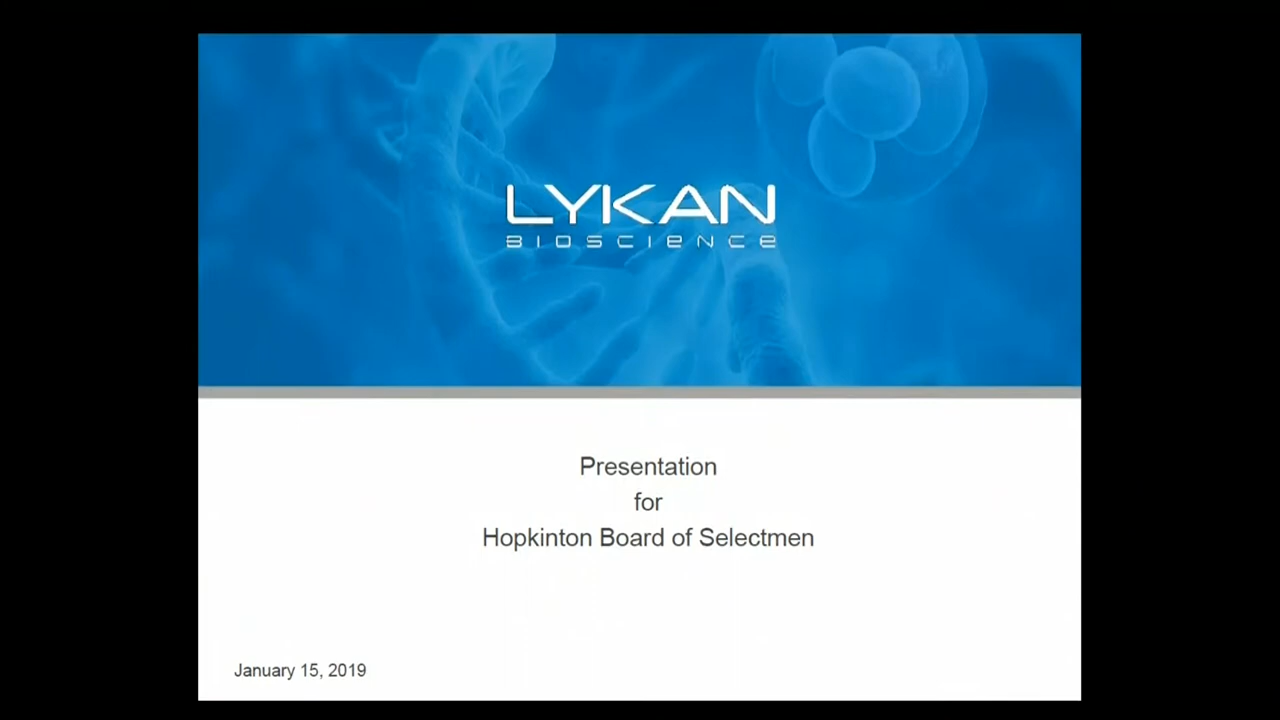 LYKAN
BIOSCIENCE
Presentation
for
Hopkinton Board of Selectmen
January 15, 2019